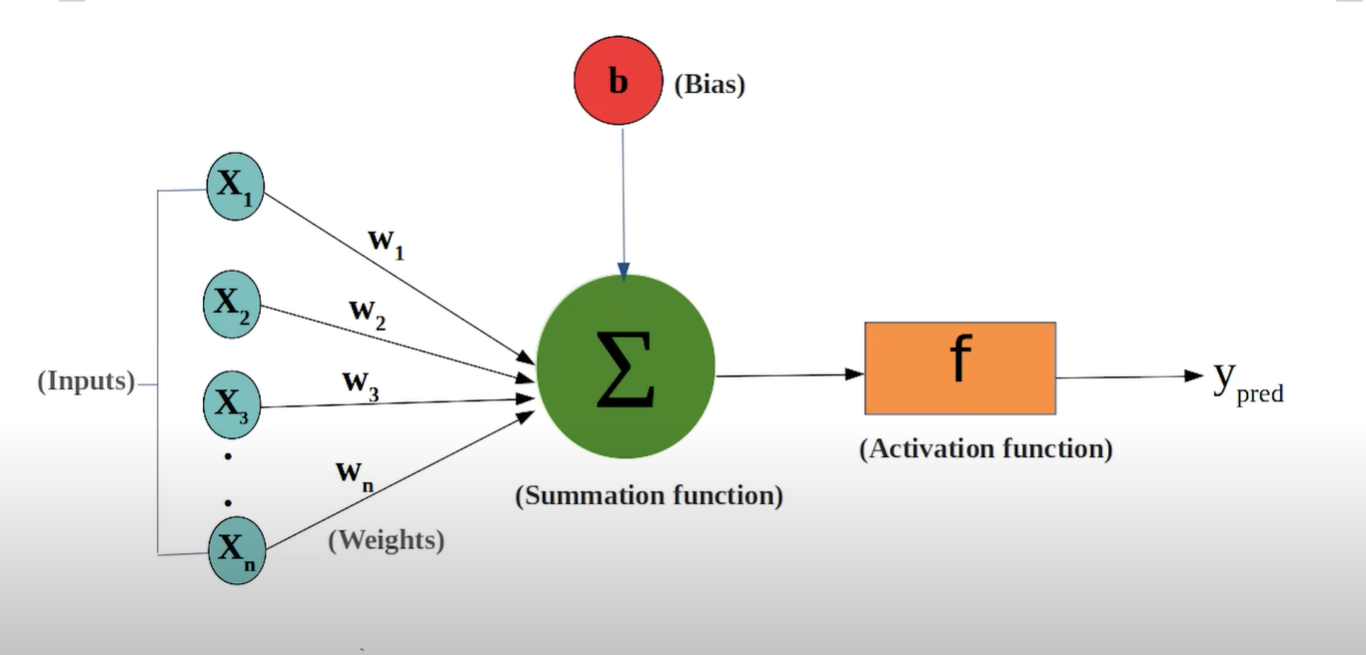 b (Bias)
X1
w1
X2
w2
(Inputs)
X3
w3
Σ
f
ypred
(Activation function)
wn
(Summation function)
Xn
(Weights)